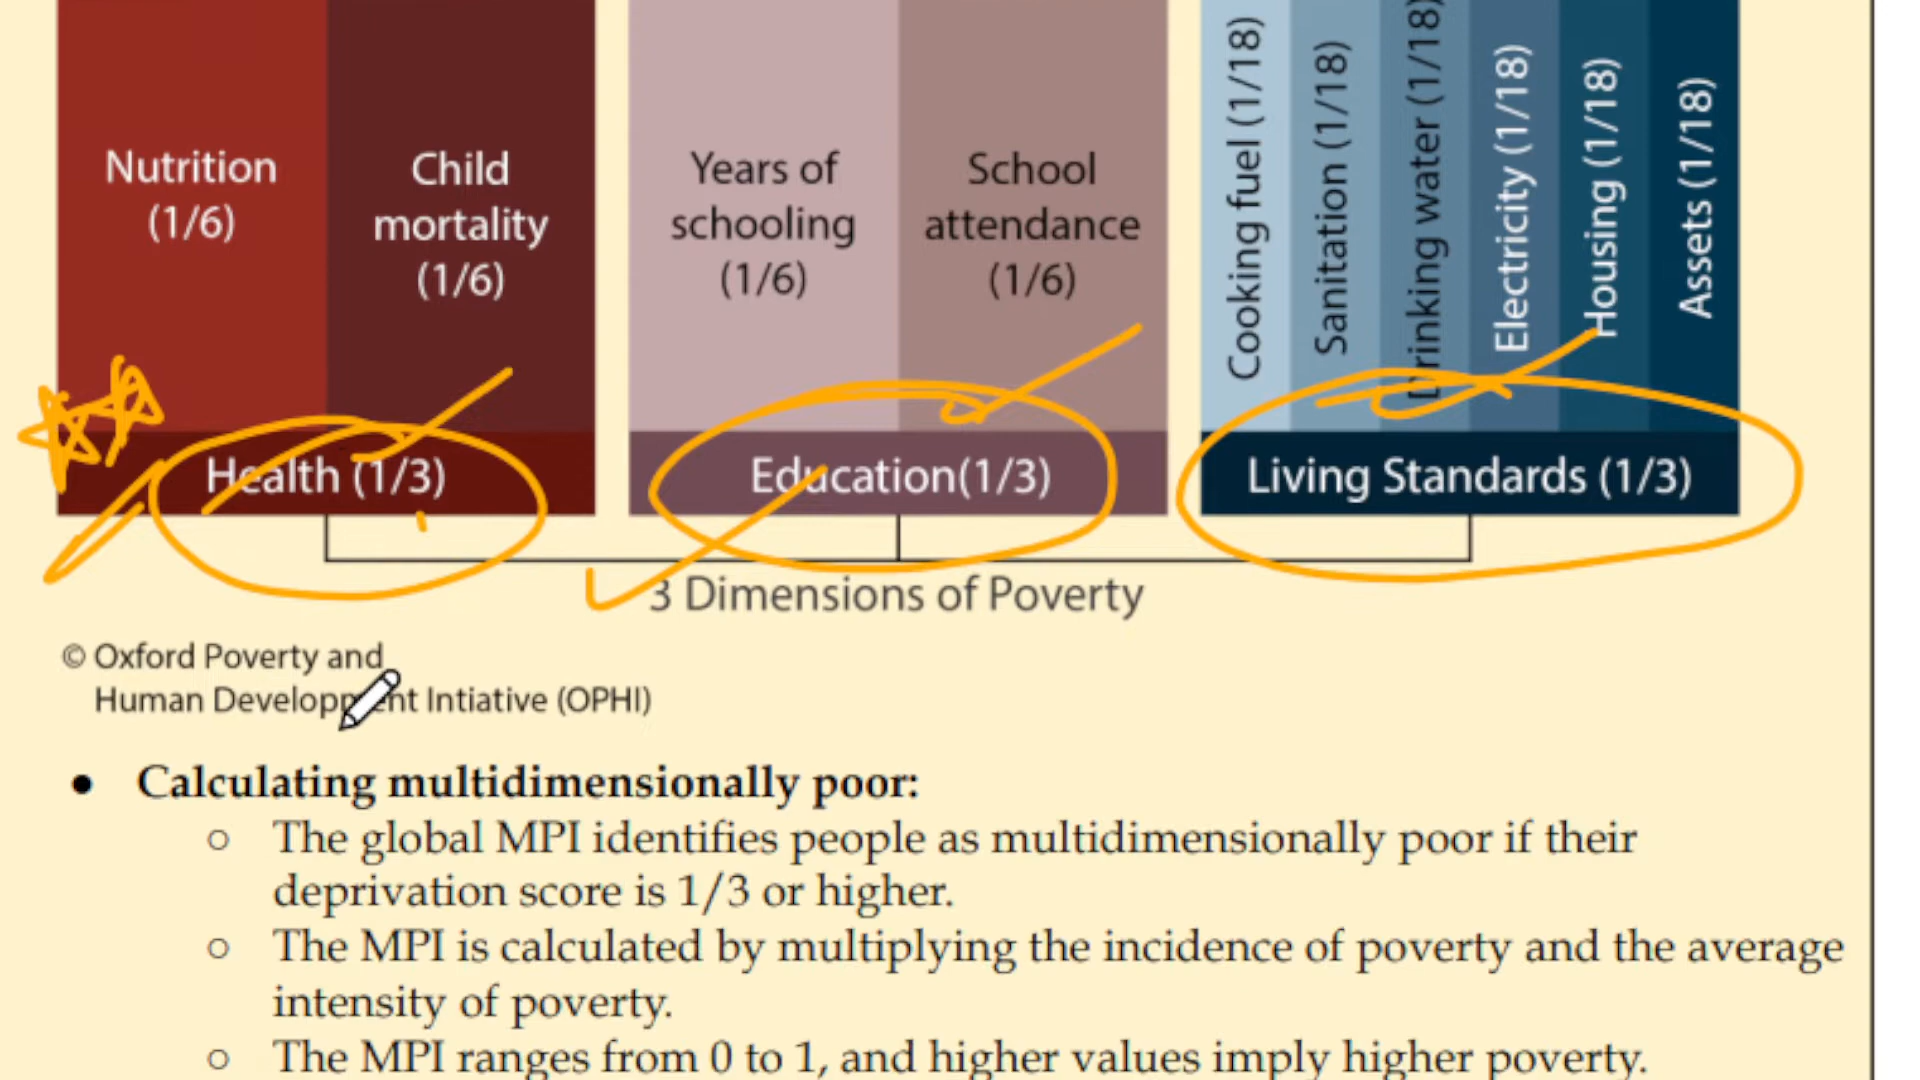 Nutrition
(1/6)
Child
mortality
(1/6)
Years of
schooling
(1/6)
School
attendance
(1/6)
Cooking fuel (1/18)
Sanitation (1/18)
Drinking water (1/18)
Electricity (1/18)
Housing (1/18)
Assets (1/18)
Health (1/3)
Education(1/3)
Living Standards (1/3)
3 Dimensions of Poverty
© Oxford Poverty and
Human Development Intiative (OPHI)
• Calculating multidimensionally poor:
○ The global MPI identifies people as multidimensionally poor if their
deprivation score is 1/3 or higher.
○ The MPI is calculated by multiplying the incidence of poverty and the average
intensity of poverty.
○ The MPI ranges from 0 to 1, and higher values imply higher poverty.